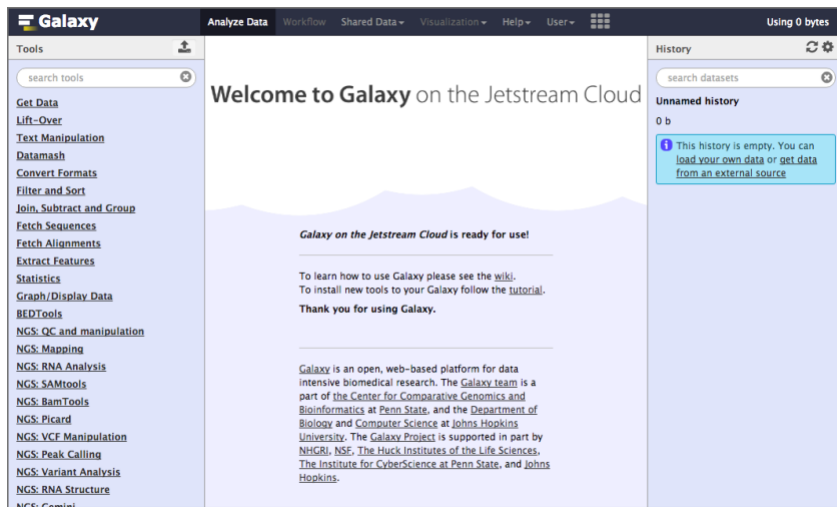 Galaxy
Analyze Data
Workflow
Shared Data
Visualization
Help
User
Using 0 bytes
Tools
search tools
Get Data
Lift-Over
Text Manipulation
Datamash
Convert Formats
Filter and Sort
Join, Subtract and Group
Fetch Sequences
Fetch Alignments
Extract Features
Statistics
Graph/Display Data
BEDTools
NGS: QC and manipulation
NGS: Mapping
NGS: RNA Analysis
NGS: SAMtools
NGS: BamTools
NGS: Picard
NGS: VCF Manipulation
NGS: Peak Calling
NGS: Variant Analysis
NGS: RNA Structure
NGS: Gemini
Welcome to Galaxy on the Jetstream Cloud
Galaxy on the Jetstream Cloud is ready for use!
To learn how to use Galaxy please see the wiki.
To install new tools to your Galaxy follow the tutorial.
Thank you for using Galaxy.
Galaxy is an open, web-based platform for data
intensive biomedical research. The Galaxy team is a
part of the Center for Comparative Genomics and
Bioinformatics at Penn State, and the Department of
Biology and Computer Science at Johns Hopkins
University. The Galaxy Project is supported in part by
NHGRI, NSF, The Huck Institutes of the Life Sciences,
The Institute for CyberScience at Penn State, and Johns
Hopkins.
History
search datasets
Unnamed history
0 b
This history is empty. You can
load your own data or get data
from an external source